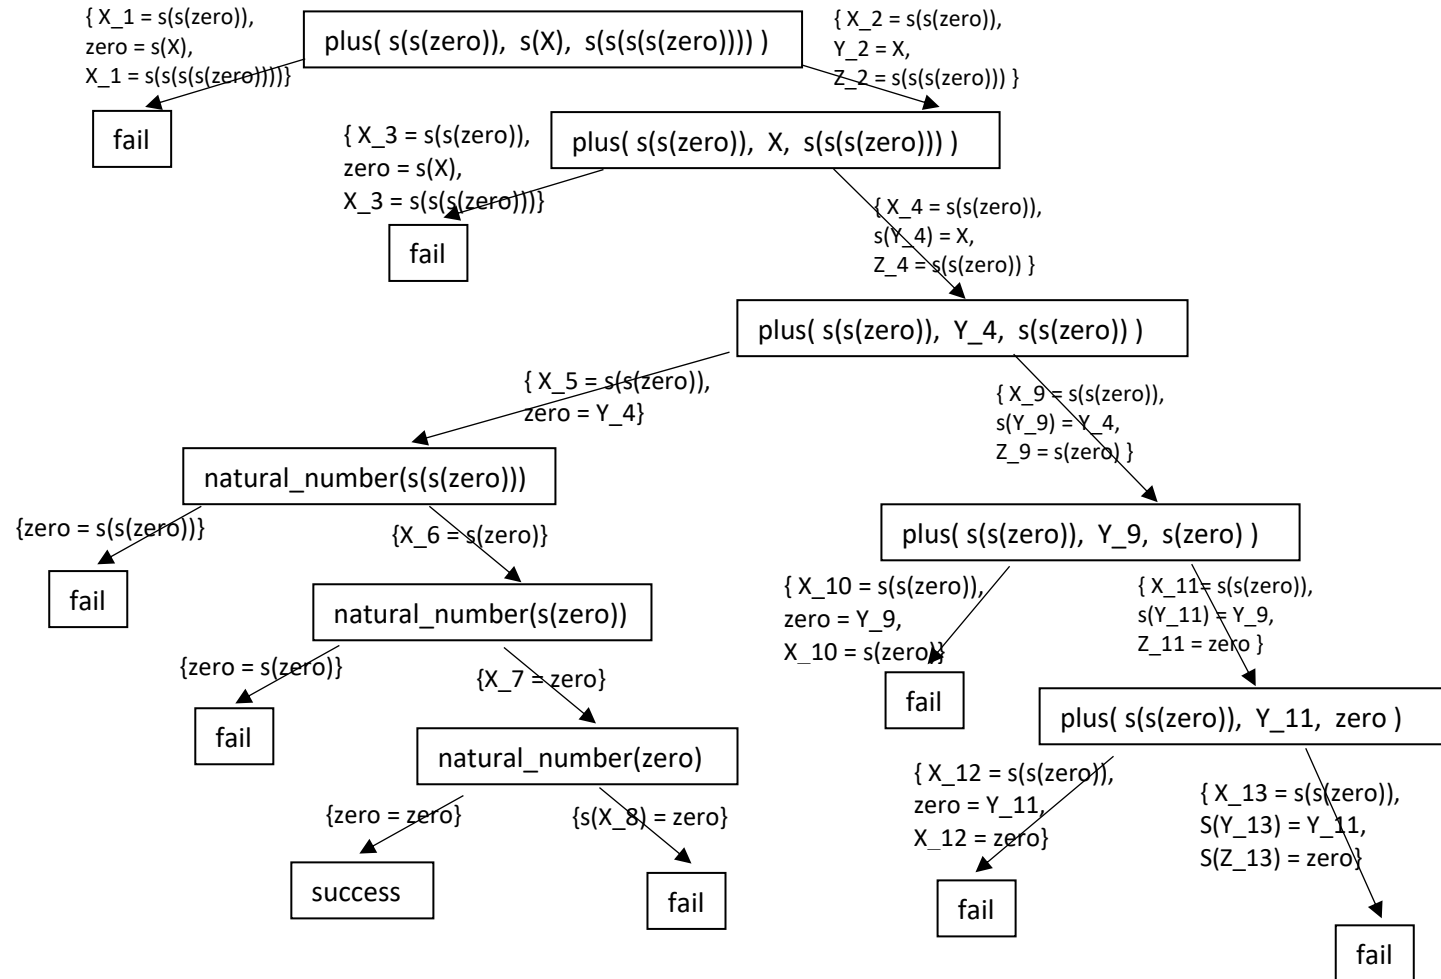 { X_1 = s(s(zero)),
zero = s(X),
X_1 = s(s(s(s(zero))))}
plus( s(s(zero)), s(X), s(s(s(s(zero)))) )
{ X_2 = s(s(zero)),
Y_2 = X,
Z_2 = s(s(s(zero))) }
fail
{ X_3 = s(s(zero)),
zero = s(X),
X_3 = s(s(s(zero)))}
plus( s(s(zero)), X, s(s(s(zero))) )
fail
{ X_4 = s(s(zero)),
s(Y_4) = X,
Z_4 = s(s(zero)) }
plus( s(s(zero)), Y_4, s(s(zero)) )
{ X_5 = s(s(zero)),
zero = Y_4}
{ X_9 = s(s(zero)),
s(Y_9) = Y_4,
Z_9 = s(zero) }
natural_number(s(s(zero)))
{zero = s(s(zero))}
{X_6 = s(zero)}
plus( s(s(zero)), Y_9, s(zero) )
fail
natural_number(s(zero))
{ X_10 = s(s(zero)),
zero = Y_9,
X_10 = s(zero)}
{ X_11= s(s(zero)),
s(Y_11) = Y_9,
Z_11 = zero }
{zero = s(zero)}
{X_7 = zero}
fail
fail
plus( s(s(zero)), Y_11, zero )
natural_number(zero)
{zero = zero}
{s(X_8) = zero}
{ X_12 = s(s(zero)),
zero = Y_11,
X_12 = zero}
{ X_13 = s(s(zero)),
S(Y_13) = Y_11,
S(Z_13) = zero}
success
fail
fail
fail